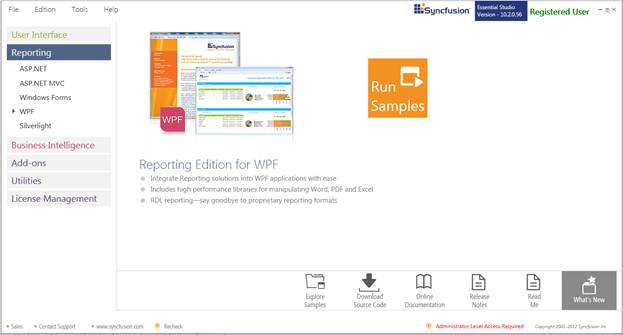 File Edition Tools Help
Syncfusion
Essential Studio
Version - 10.2.0.56
Registered User
User Interface
Reporting
ASP.NET
ASP.NET MVC
Windows Forms
WPF
Silverlight
Business Intelligence
Add-ons
Utilities
License Management
WPF
Run
Samples
Reporting Edition for WPF
Integrate Reporting solutions into WPF applications with ease
Includes high performance libraries for manipulating Word, PDF and Excel
RDL reporting—say goodbye to proprietary reporting formats
Explore
Samples
Download
Source Code
Online
Documentation
Release
Notes
Read
Me
What's New
Sales Contact Support www.syncfusion.com Recheck Administrator Level Access Required Copyright 2001-2012 Syncfusion Inc.